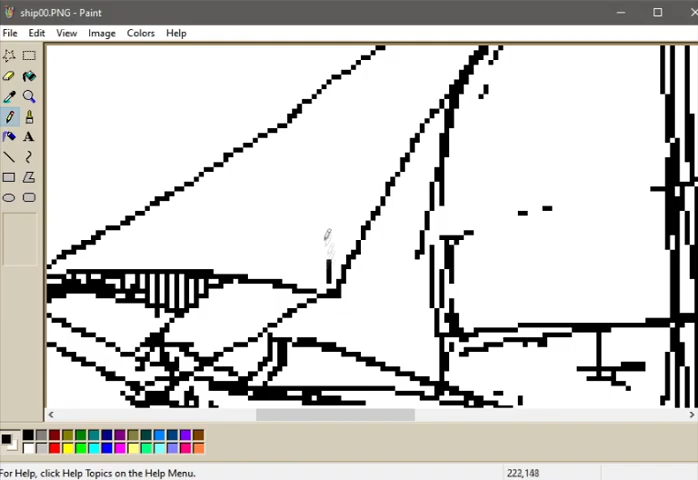 ship00.PNG - Paint
File Edit View Image Colors Help
A
For Help, click Help Topics on the Help Menu.
222,148